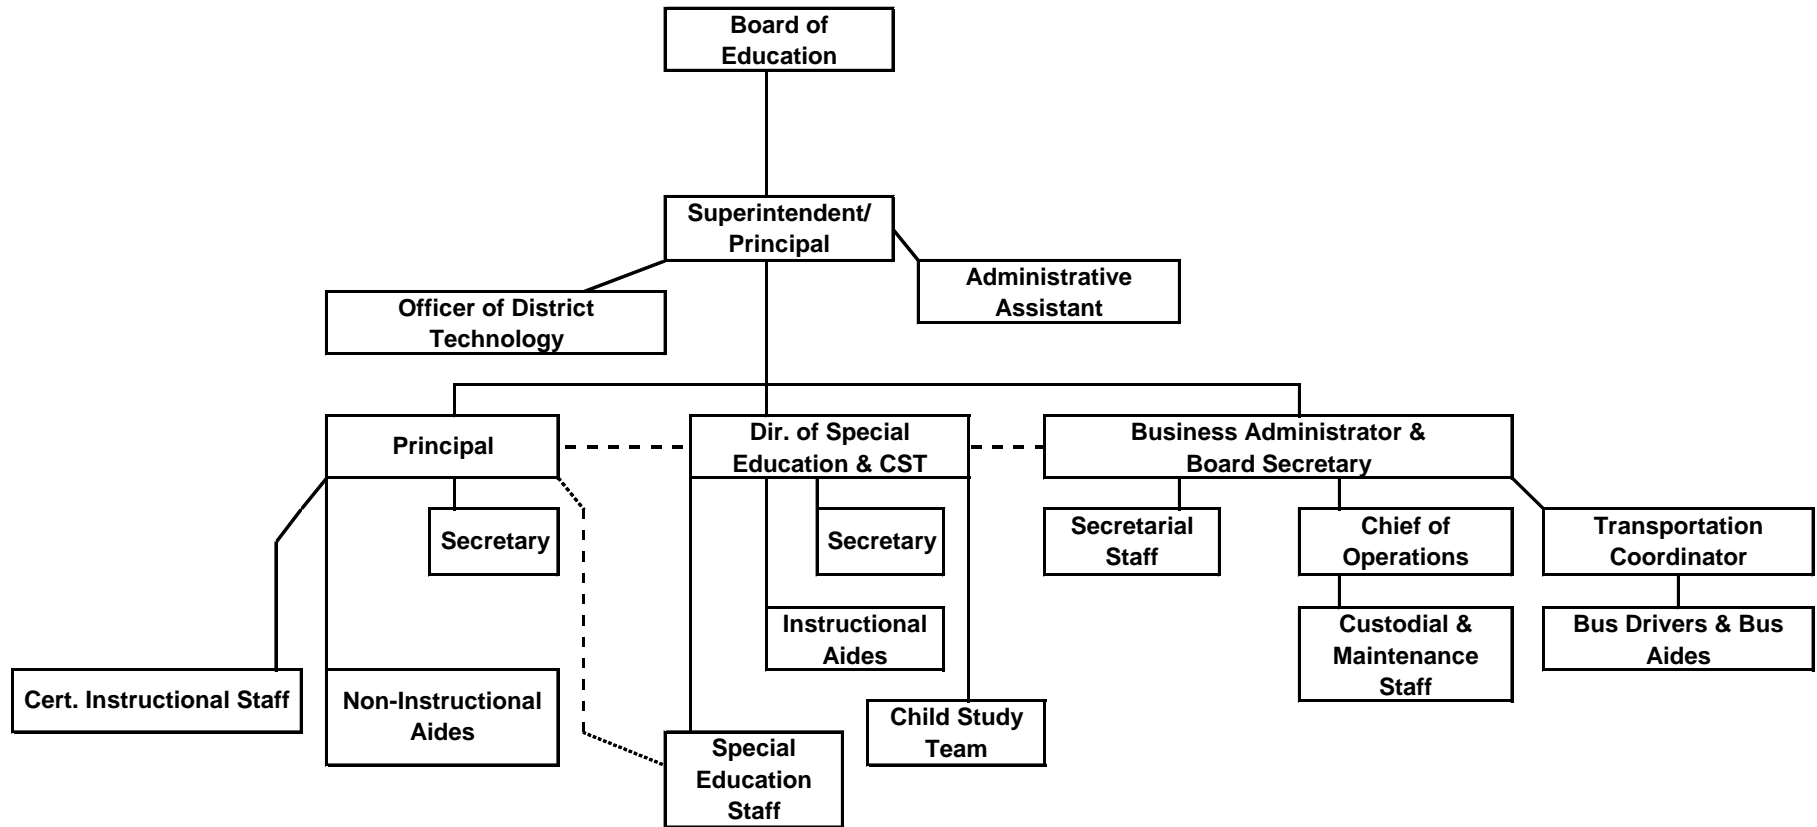 Board of
Education
Superintendent/
Principal
Administrative
Assistant
Officer of District
Technology
Principal
Dir. of Special
Education & CST
Business Administrator &
Board Secretary
Secretary
Secretary
Secretarial
Staff
Chief of
Operations
Transportation
Coordinator
Instructional
Aides
Custodial &
Maintenance
Staff
Bus Drivers & Bus
Aides
Cert. Instructional Staff
Non-Instructional
Aides
Child Study
Team
Special
Education
Staff